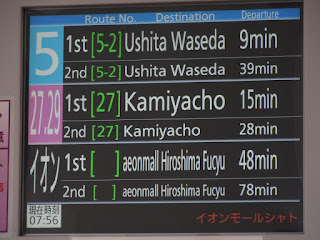 Route No. Destination Departure
5 1st [5-2] Ushita Waseda 9min
2nd [5-2] Ushita Waseda 39min
27.29 1st [27] Kamiyacho 15min
2nd [27] Kamiyacho 28min
イオン 1st [ ] aeonmall Hiroshima Fucyu 48min
2nd [ ] aeonmall Hiroshima Fucyu 78min
現在時刻
07:56 イオンモールシャト